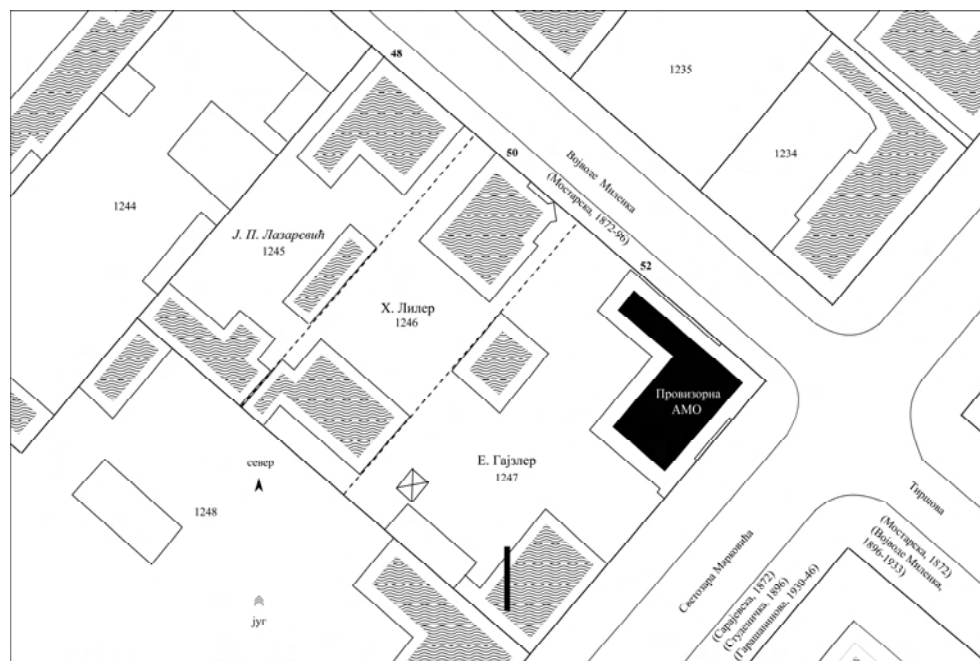 48
1235
50
1234
Војводе Миленка
(Мостарска, 1872-96)
1244
Ј. П. Лазаревић
1245
52
Х. Лилер
1246
Провизорна
АМО
Е. Гајзлер
1247
север
1248
Тиршова
(Мостарска, 1872)
(Војводе Миленка,
1896-1933)
Светозара Марковића
(Сарајевска, 1872)
(Студеничка, 1896)
(Гарашанинова, 1930-46)
југ